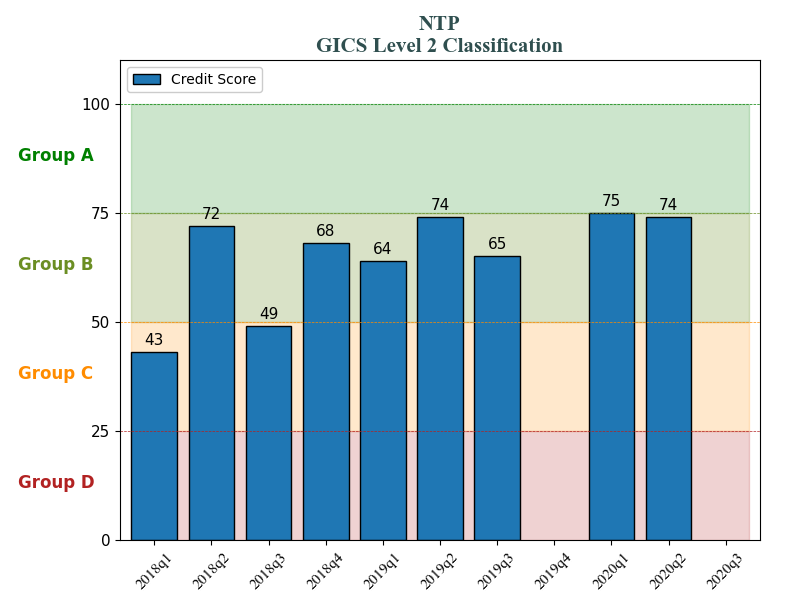 NTP
GICS Level 2 Classification
Credit Score
100
Group A
75
Group B
50
Group C
25
Group D
0
43
72
49
68
64
74
65
75
74
2018q1
2018q2
2018q3
2018q4
2019q1
2019q2
2019q3
2019q4
2020q1
2020q2
2020q3